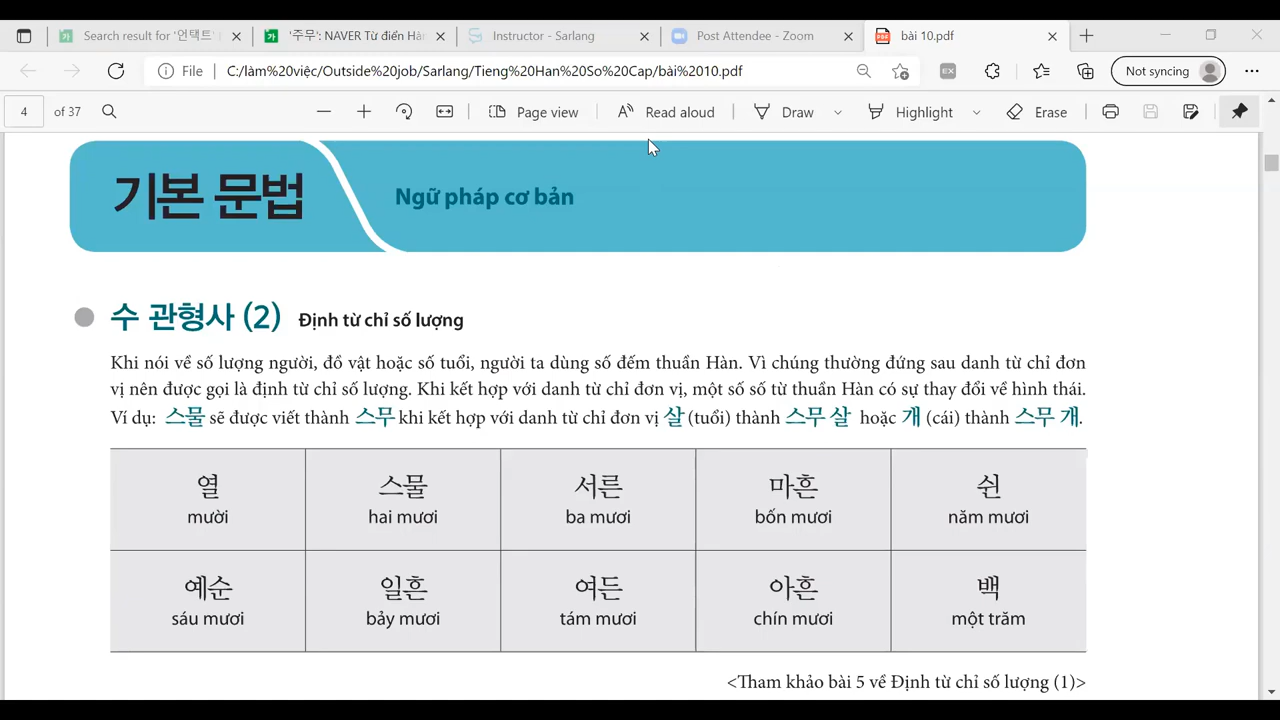 Search result for '언택트'
'주무': NAVER Từ điển Hàn
Instructor - Sarlang
Post Attendee - Zoom
bài 10.pdf
File
C:/làm%20việc/Outside%20job/Sarlang/Tieng%20Han%20So%20Cap/bài%2010.pdf
EX
Not syncing
4 of 37
Page view
Read aloud
Draw
Highlight
Erase
기본 문법
Ngữ pháp cơ bản
수 관형사 (2) Định từ chỉ số lượng
Khi nói về số lượng người, đồ vật hoặc số tuổi, người ta dùng số đếm thuần Hàn. Vì chúng thường đứng sau danh từ chỉ đơn
vị nên được gọi là định từ chỉ số lượng. Khi kết hợp với danh từ chỉ đơn vị, một số số từ thuần Hàn có sự thay đổi về hình thái.
Ví dụ: 스물 sẽ được viết thành 스무 khi kết hợp với danh từ chỉ đơn vị 살 (tuổi) thành 스무 살 hoặc 개 (cái) thành 스무 개.
열 스물 서른 마흔 쉰
mười hai mươi ba mươi bốn mươi năm mươi
예순 일흔 여든 아흔 백
sáu mươi bảy mươi tám mươi chín mươi một trăm
<Tham khảo bài 5 về Định từ chỉ số lượng (1)>